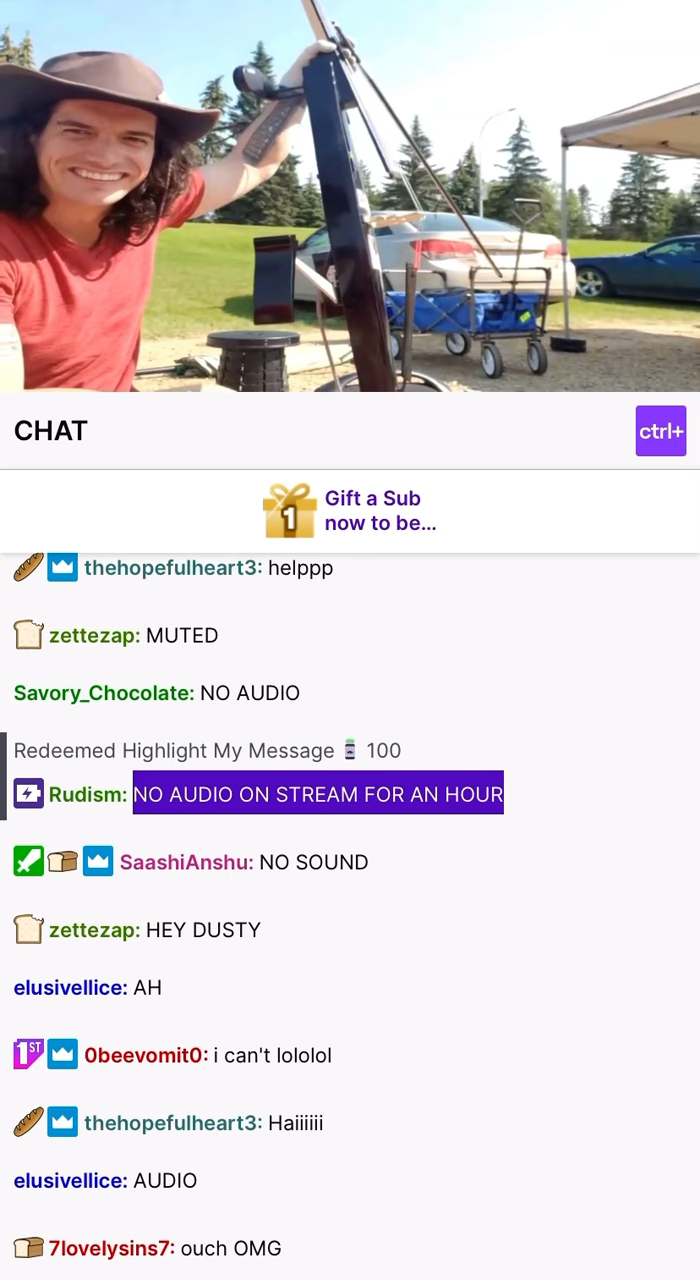 CHAT
ctrl+
1
Gift a Sub
now to be...
thehopefulheart3: helppp
zettezap: MUTED
Savory_Chocolate: NO AUDIO
Redeemed Highlight My Message 100
Rudism: NO AUDIO ON STREAM FOR AN HOUR
SaashiAnshu: NO SOUND
zettezap: HEY DUSTY
elusivellice: AH
1ST 0beevomit0: i can't lololol
thehopefulheart3: Haiiiiii
elusivellice: AUDIO
7lovelysins7: ouch OMG